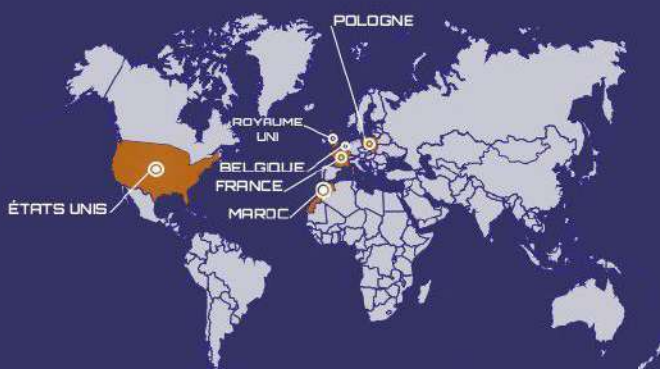 POLOGNE
ROYAUME
UNI
BELGIQUE
FRANCE
ÉTATS UNIS
MAROC